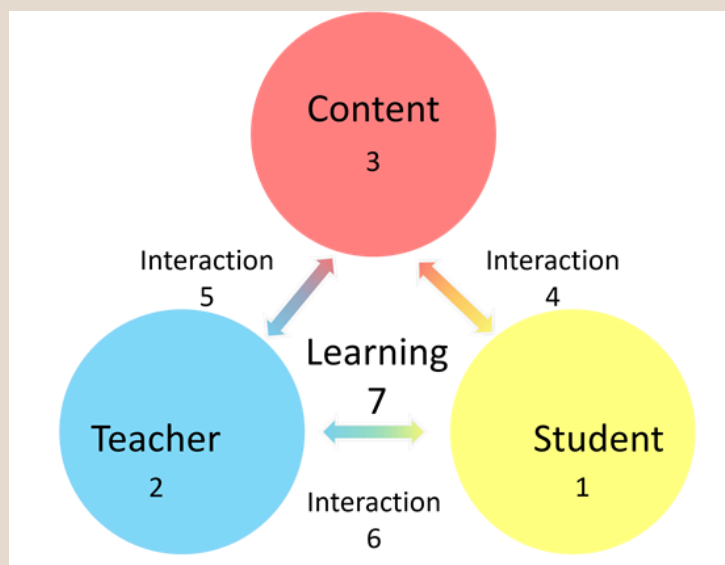 Content
3
Interaction
5
Interaction
4
Learning
7
Teacher
2
Student
1
Interaction
6